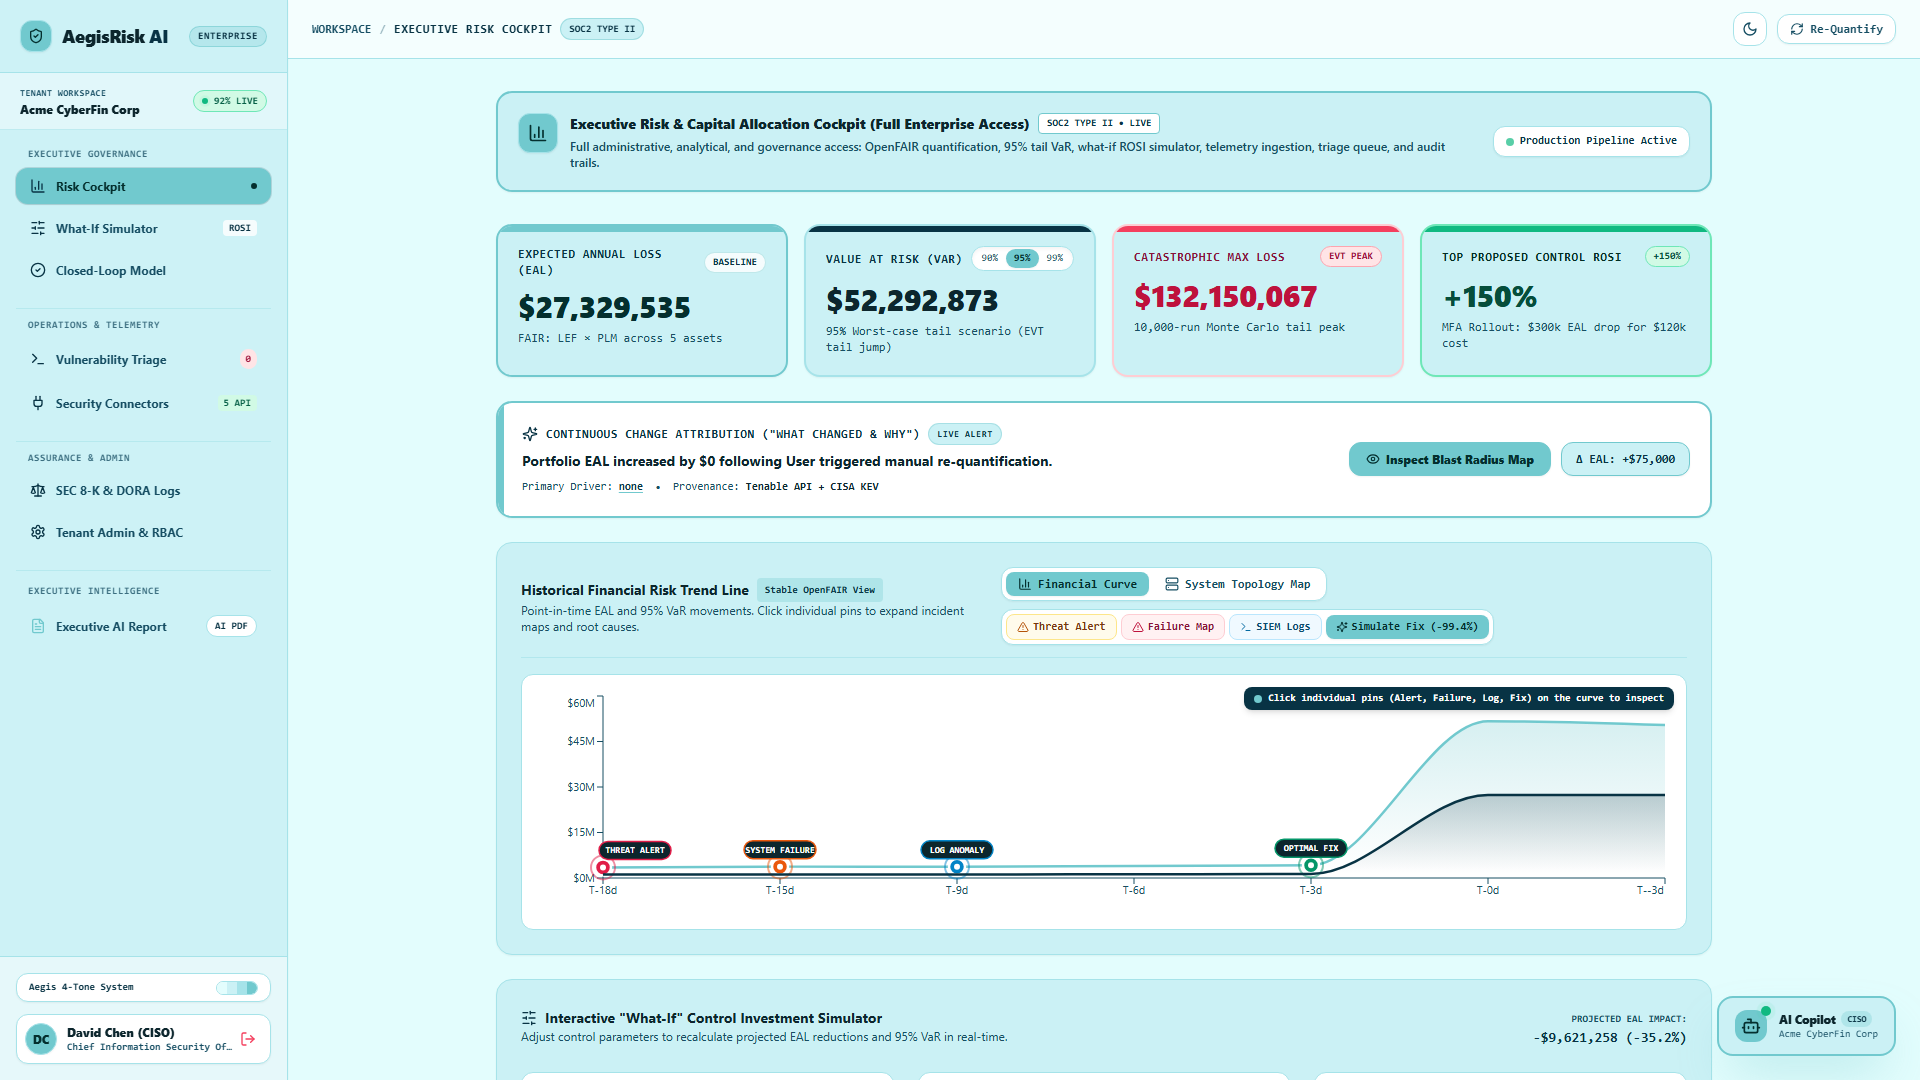 AegisRisk AI
ENTERPRISE
TENANT WORKSPACE
Acme CyberFin Corp
92% LIVE
EXECUTIVE GOVERNANCE
Risk Cockpit
What-If Simulator
ROSI
Closed-Loop Model
OPERATIONS & TELEMETRY
Vulnerability Triage
0
Security Connectors
5 API
ASSURANCE & ADMIN
SEC 8-K & DORA Logs
Tenant Admin & RBAC
EXECUTIVE INTELLIGENCE
Executive AI Report
AI PDF
Aegis 4-Tone System
DC
David Chen (CISO)
Chief Information Security Of…
WORKSPACE / EXECUTIVE RISK COCKPIT
SOC2 TYPE II
Re-Quantify
Executive Risk & Capital Allocation Cockpit (Full Enterprise Access)
SOC2 TYPE II • LIVE
Full administrative, analytical, and governance access: OpenFAIR quantification, 95% tail VaR, what-if ROSI simulator, telemetry ingestion, triage queue, and audit
trails.
Production Pipeline Active
EXPECTED ANNUAL LOSS
(EAL)
BASELINE
$27,329,535
FAIR: LEF × PLM across 5 assets
VALUE AT RISK (VAR)
90% 95% 99%
$52,292,873
95% Worst-case tail scenario (EVT
tail jump)
CATASTROPHIC MAX LOSS
EVT PEAK
$132,150,067
10,000-run Monte Carlo tail peak
TOP PROPOSED CONTROL ROSI
+150%
+150%
MFA Rollout: $300k EAL drop for $120k
cost
CONTINUOUS CHANGE ATTRIBUTION ("WHAT CHANGED & WHY")
LIVE ALERT
Portfolio EAL increased by $0 following User triggered manual re-quantification.
Primary Driver: none • Provenance: Tenable API + CISA KEV
Inspect Blast Radius Map
Δ EAL: +$75,000
Historical Financial Risk Trend Line
Stable OpenFAIR View
Point-in-time EAL and 95% VaR movements. Click individual pins to expand incident
maps and root causes.
Financial Curve
System Topology Map
Threat Alert
Failure Map
SIEM Logs
Simulate Fix (-99.4%)
Click individual pins (Alert, Failure, Log, Fix) on the curve to inspect
$60M
$45M
$30M
$15M
$0M
THREAT ALERT
SYSTEM FAILURE
LOG ANOMALY
OPTIMAL FIX
T-18d
T-15d
T-9d
T-6d
T-3d
T-0d
T--3d
Interactive "What-If" Control Investment Simulator
Adjust control parameters to recalculate projected EAL reductions and 95% VaR in real-time.
PROJECTED EAL IMPACT:
-$9,621,258 (-35.2%)
AI Copilot
CISO
Acme CyberFin Corp